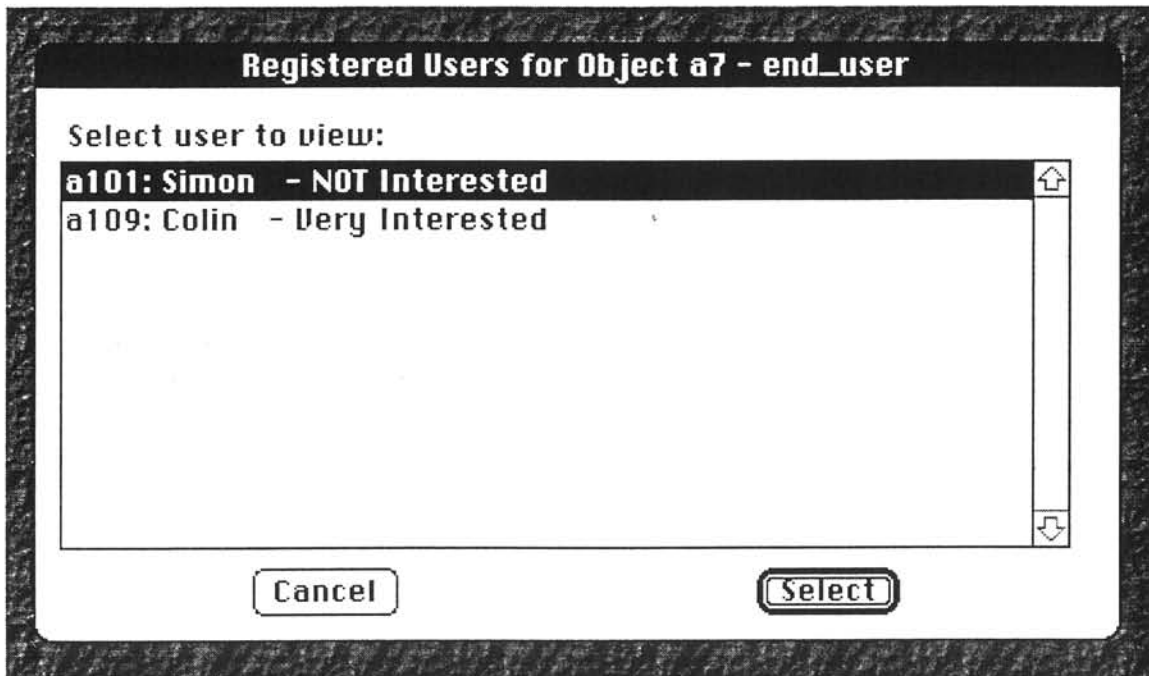 Registered Users for Object a7 - end_user
Select user to view:
a101: Simon - NOT Interested
a109: Colin - Very Interested
Cancel
Select